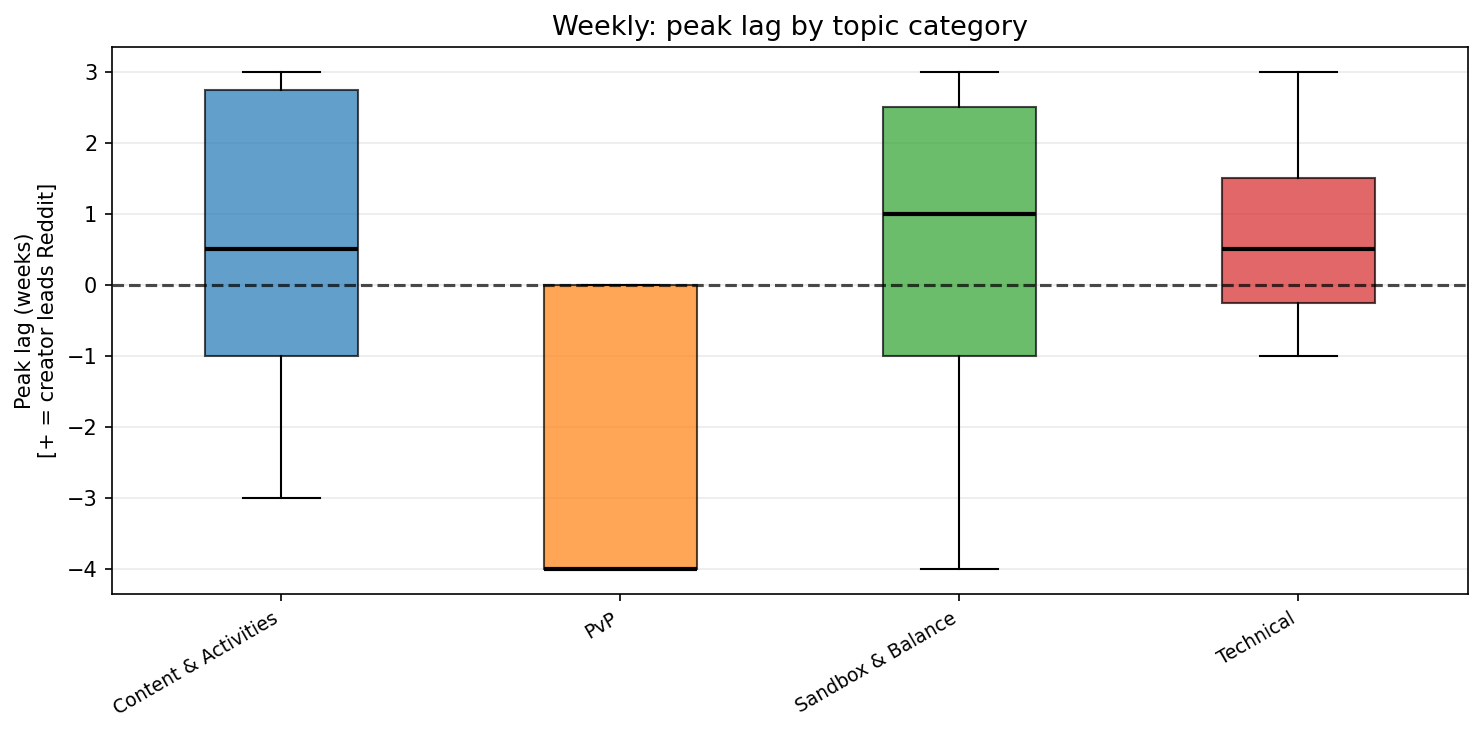 Weekly: peak lag by topic category
Peak lag (weeks)
[+ = creator leads Reddit]
3
2
1
0
−1
−2
−3
−4
Content & Activities
PvP
Sandbox & Balance
Technical